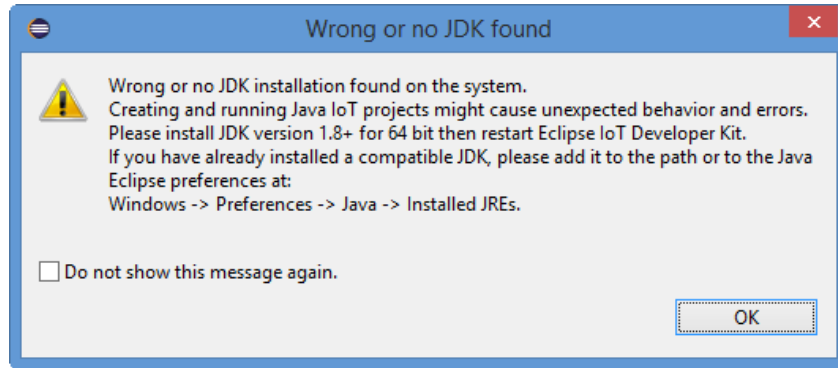 Wrong or no JDK found
Wrong or no JDK installation found on the system.
Creating and running Java IoT projects might cause unexpected behavior and errors.
Please install JDK version 1.8+ for 64 bit then restart Eclipse IoT Developer Kit.
If you have already installed a compatible JDK, please add it to the path or to the Java
Eclipse preferences at:
Windows -> Preferences -> Java -> Installed JREs.
Do not show this message again.
OK